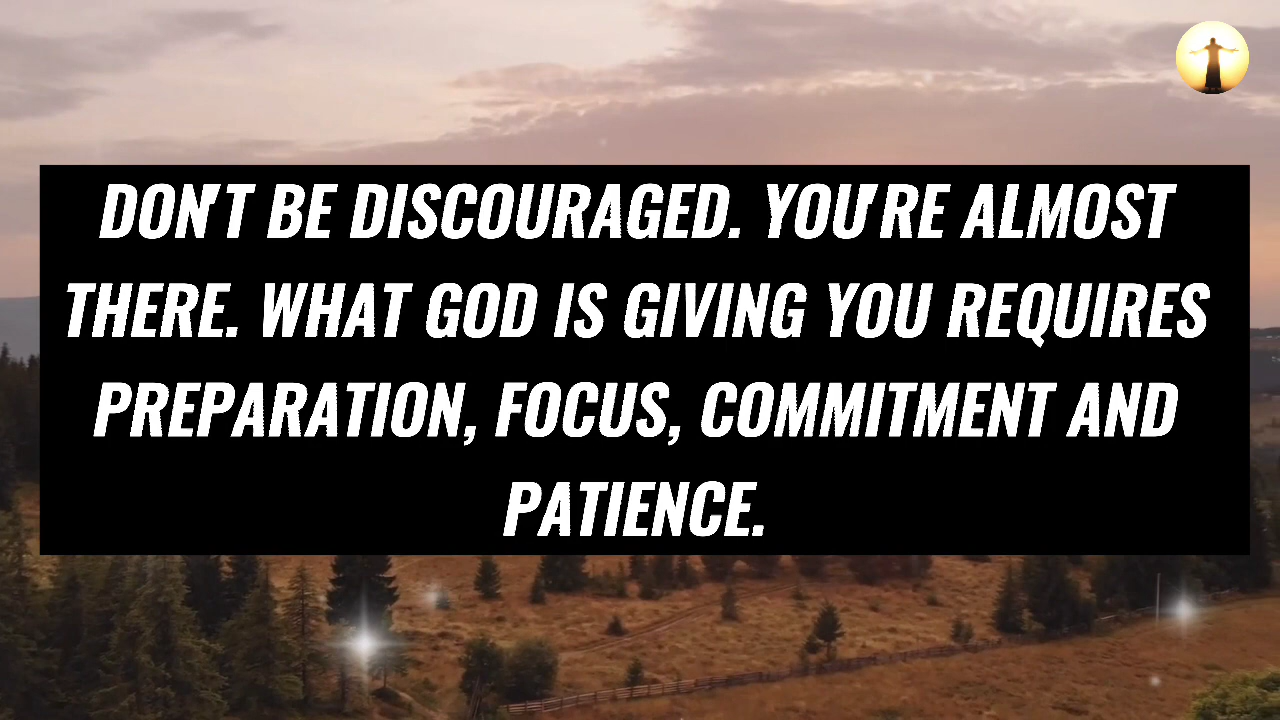 DON'T BE DISCOURAGED. YOU'RE ALMOST
THERE. WHAT GOD IS GIVING YOU REQUIRES
PREPARATION, FOCUS, COMMITMENT AND
PATIENCE.